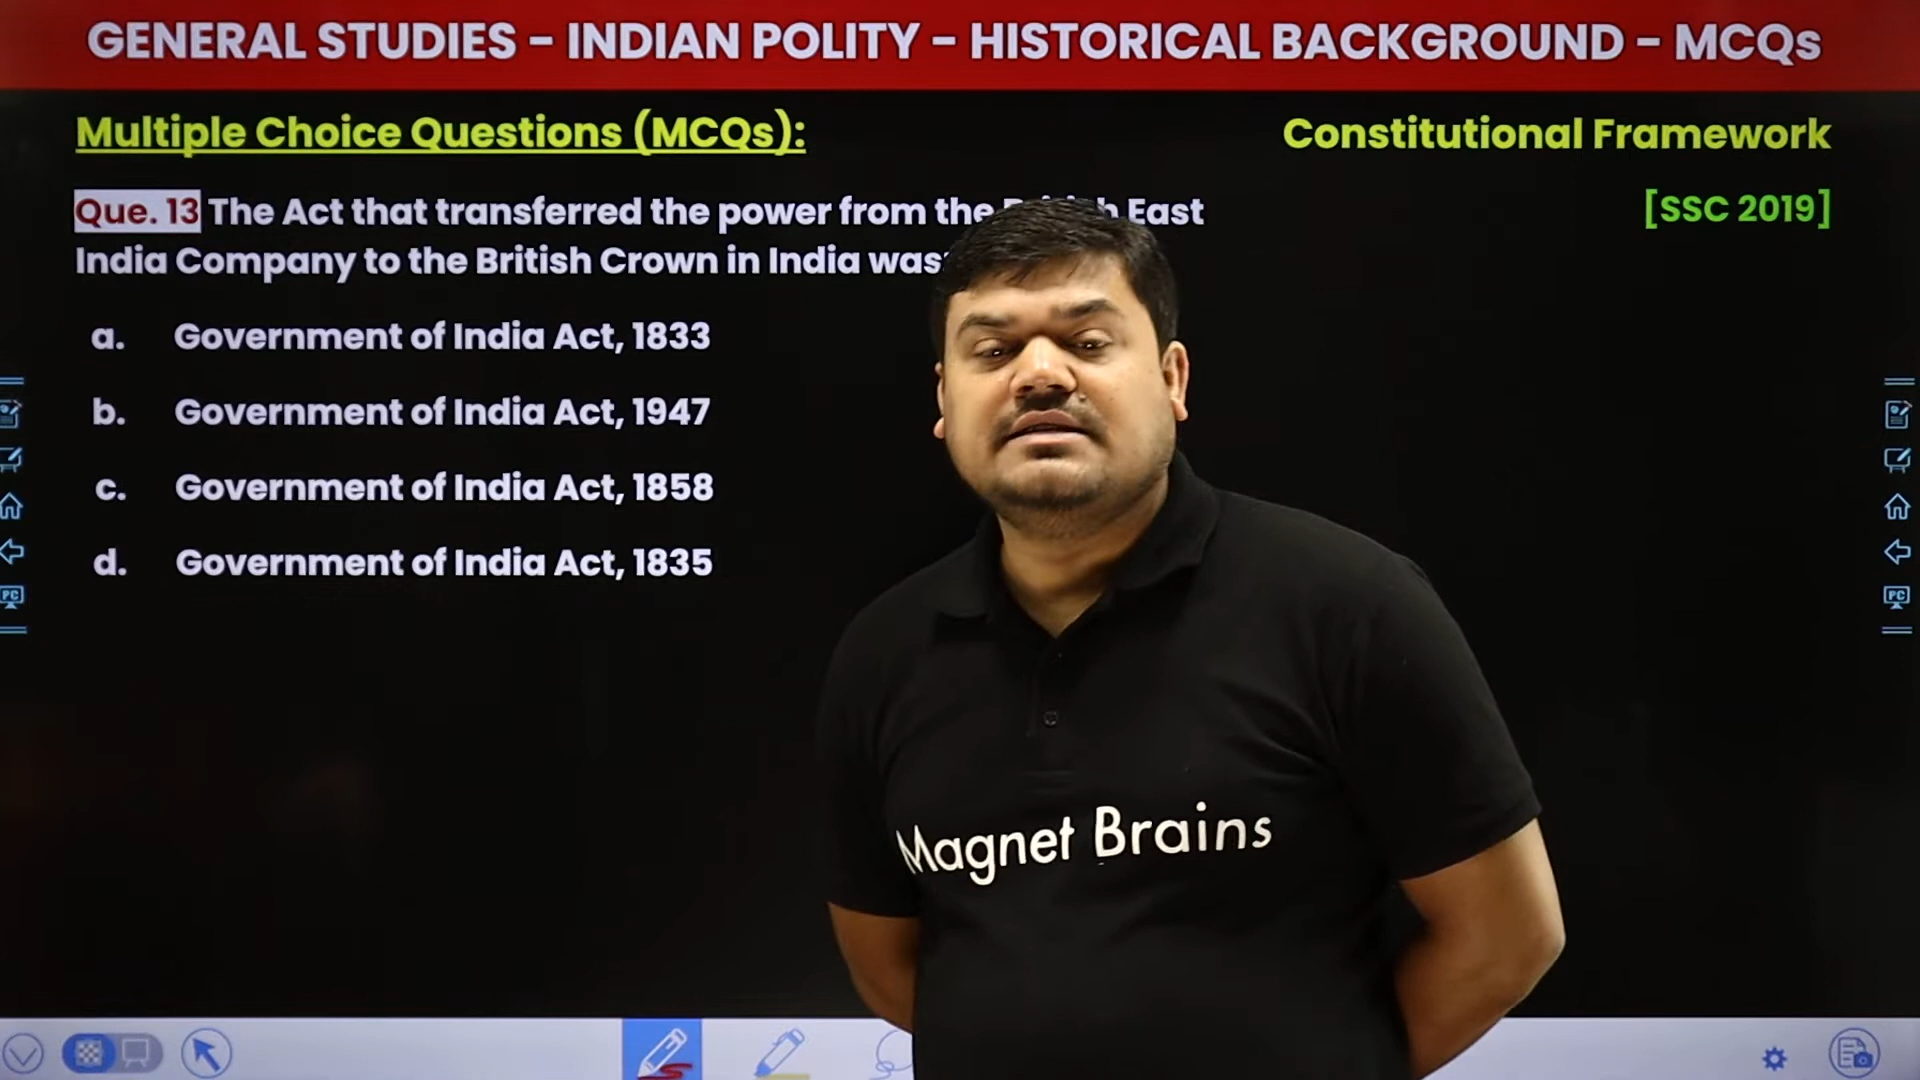 GENERAL STUDIES - INDIAN POLITY - HISTORICAL BACKGROUND - MCQs
Multiple Choice Questions (MCQs):
Constitutional Framework
Que. 13 The Act that transferred the power from the East
[SSC 2019]
India Company to the British Crown in India was:
a. Government of India Act, 1833
b. Government of India Act, 1947
c. Government of India Act, 1858
d. Government of India Act, 1835
PC
PC
Magnet Brains